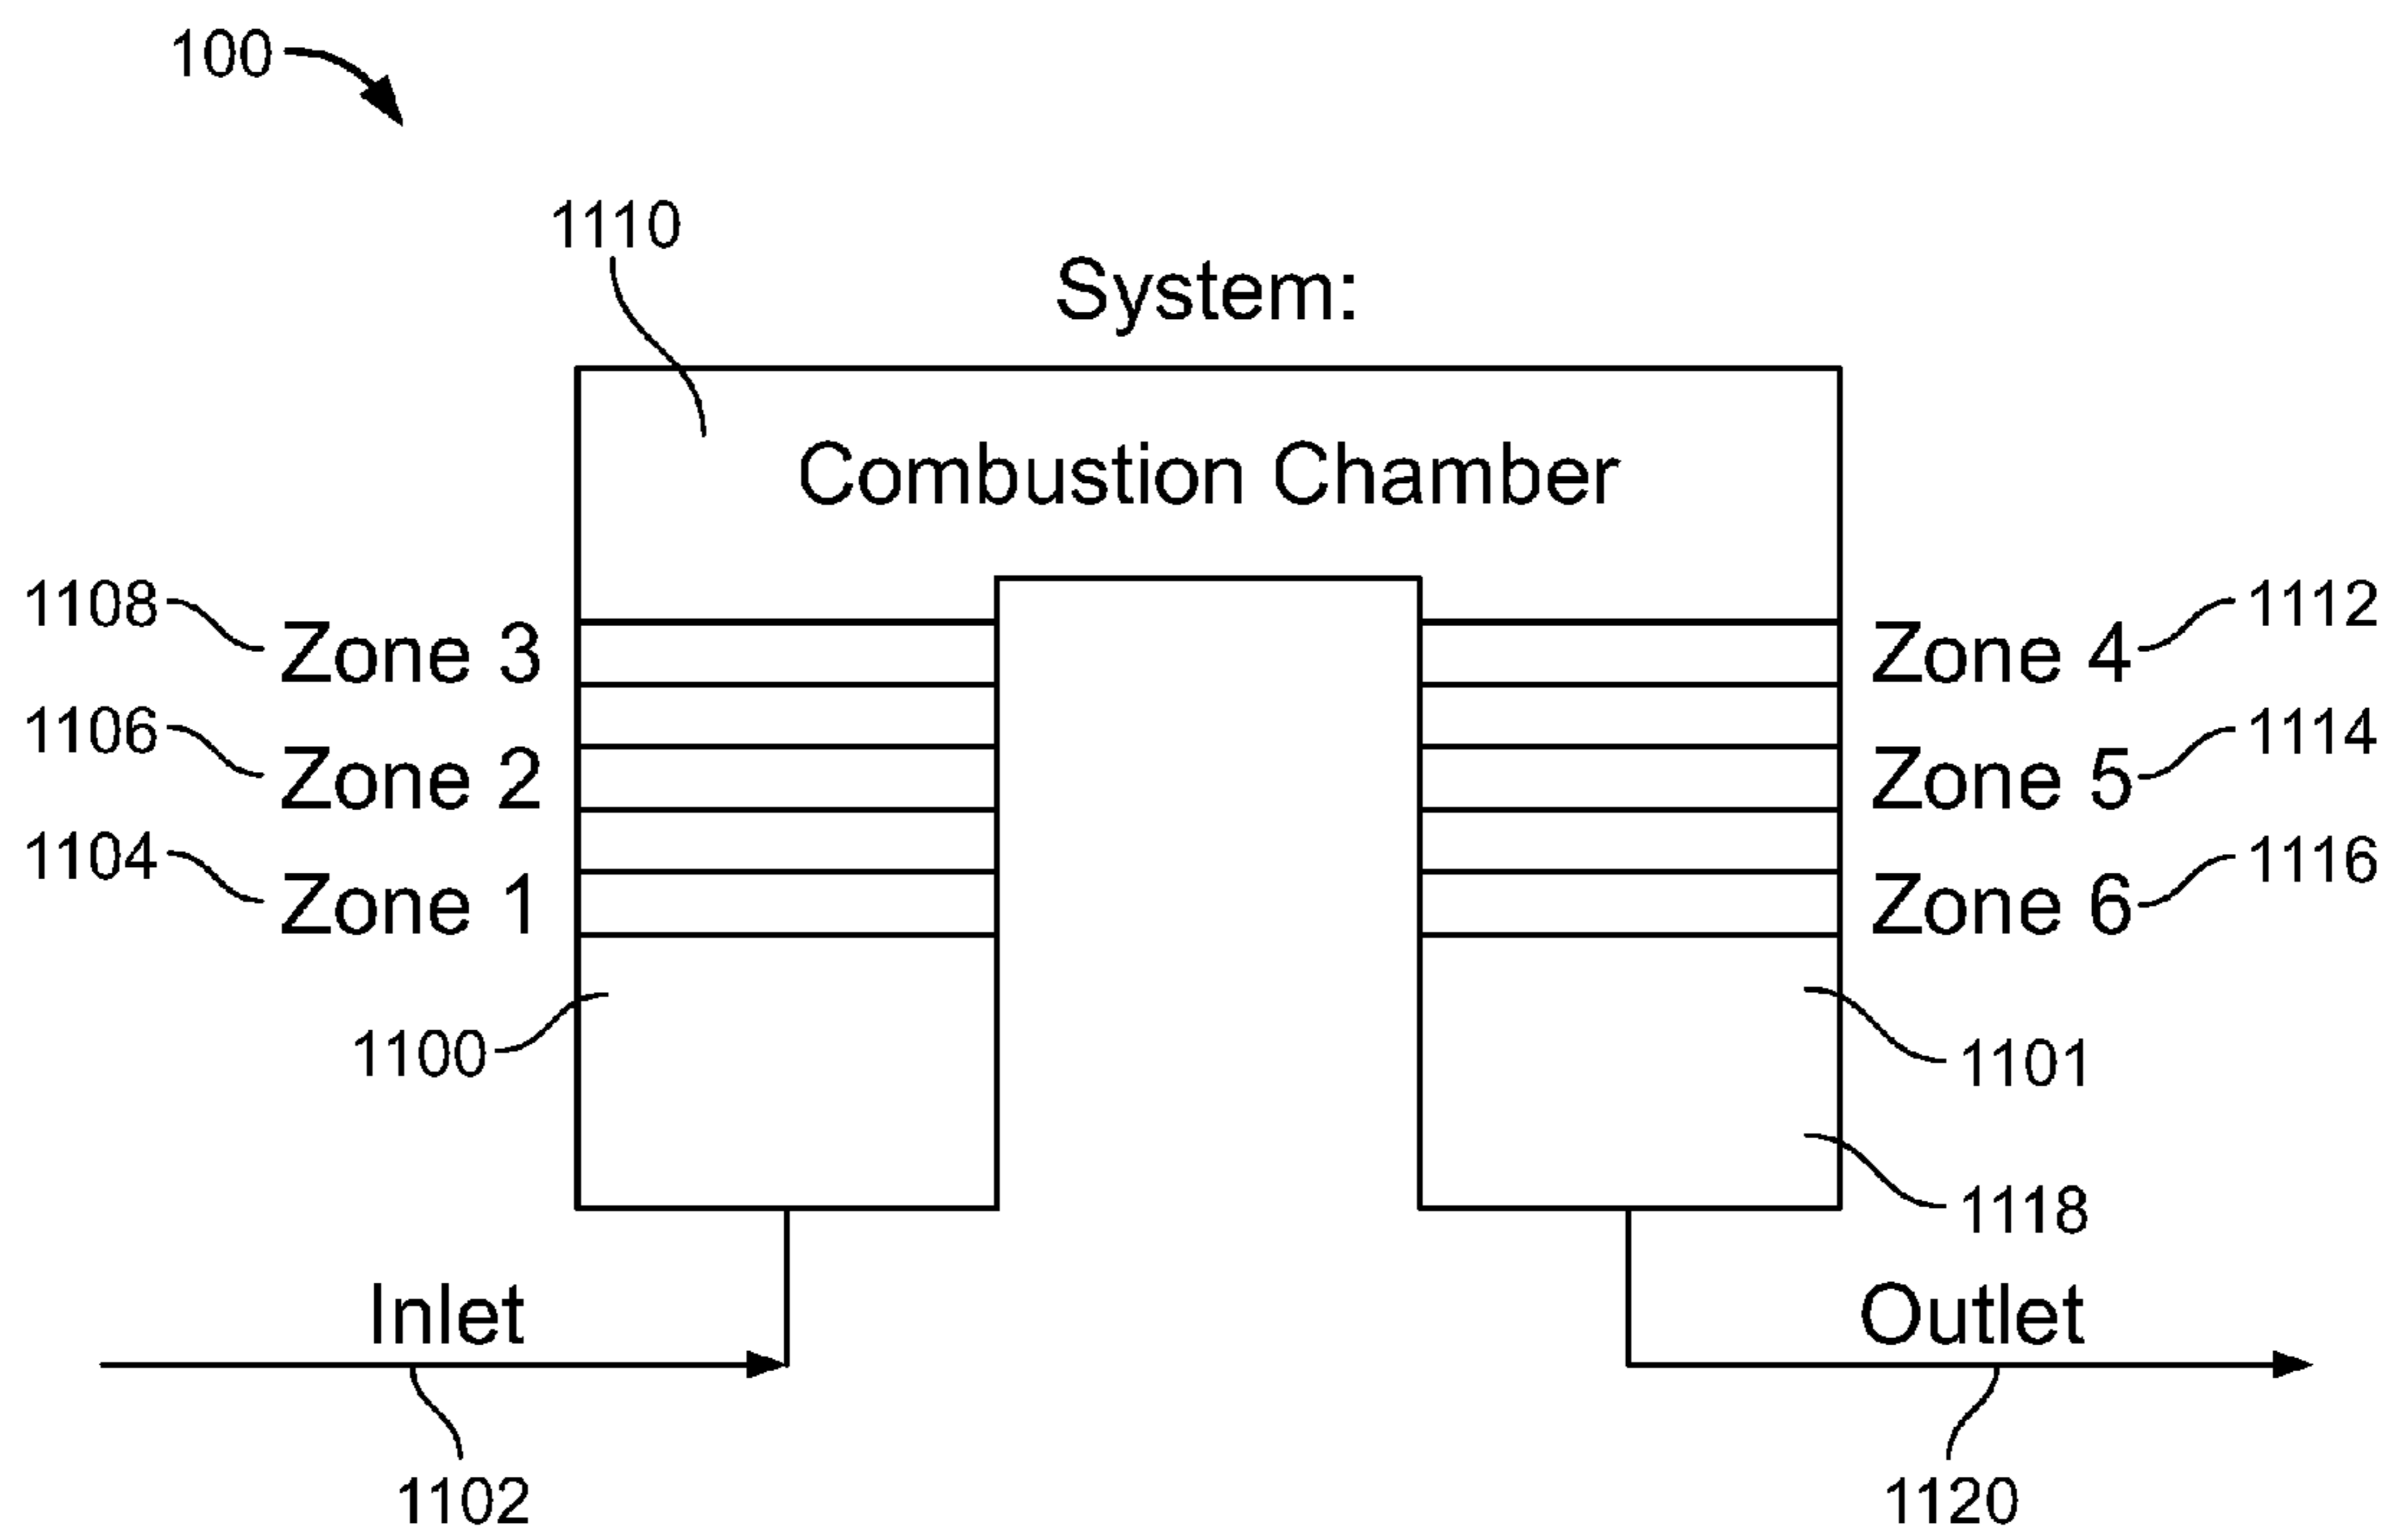 100
1110
System:
Combustion Chamber
1108 Zone 3
Zone 4 1112
1106 Zone 2
Zone 5 1114
1104 Zone 1
Zone 6 1116
1100
1101
1118
Inlet
Outlet
1102
1120